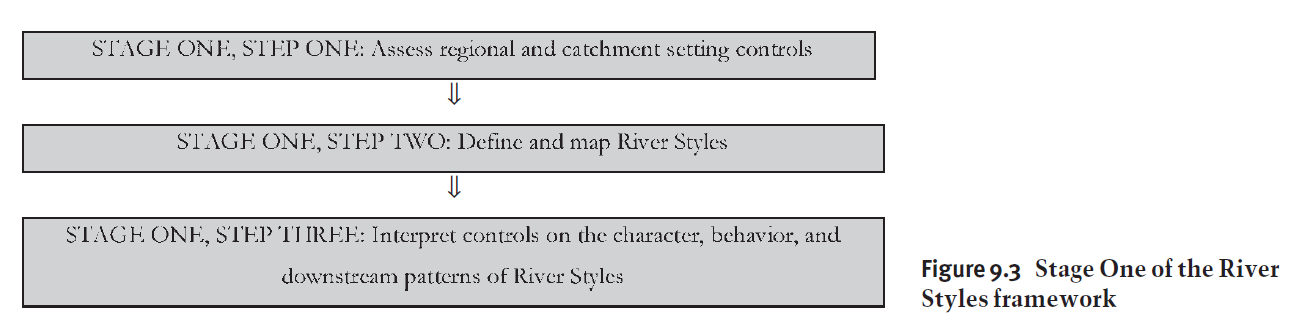 STAGE ONE, STEP ONE: Assess regional and catchment setting controls
⇓
STAGE ONE, STEP TWO: Define and map River Styles
⇓
STAGE ONE, STEP THREE: Interpret controls on the character, behavior, and
downstream patterns of River Styles
Figure 9.3 Stage One of the River
Styles framework